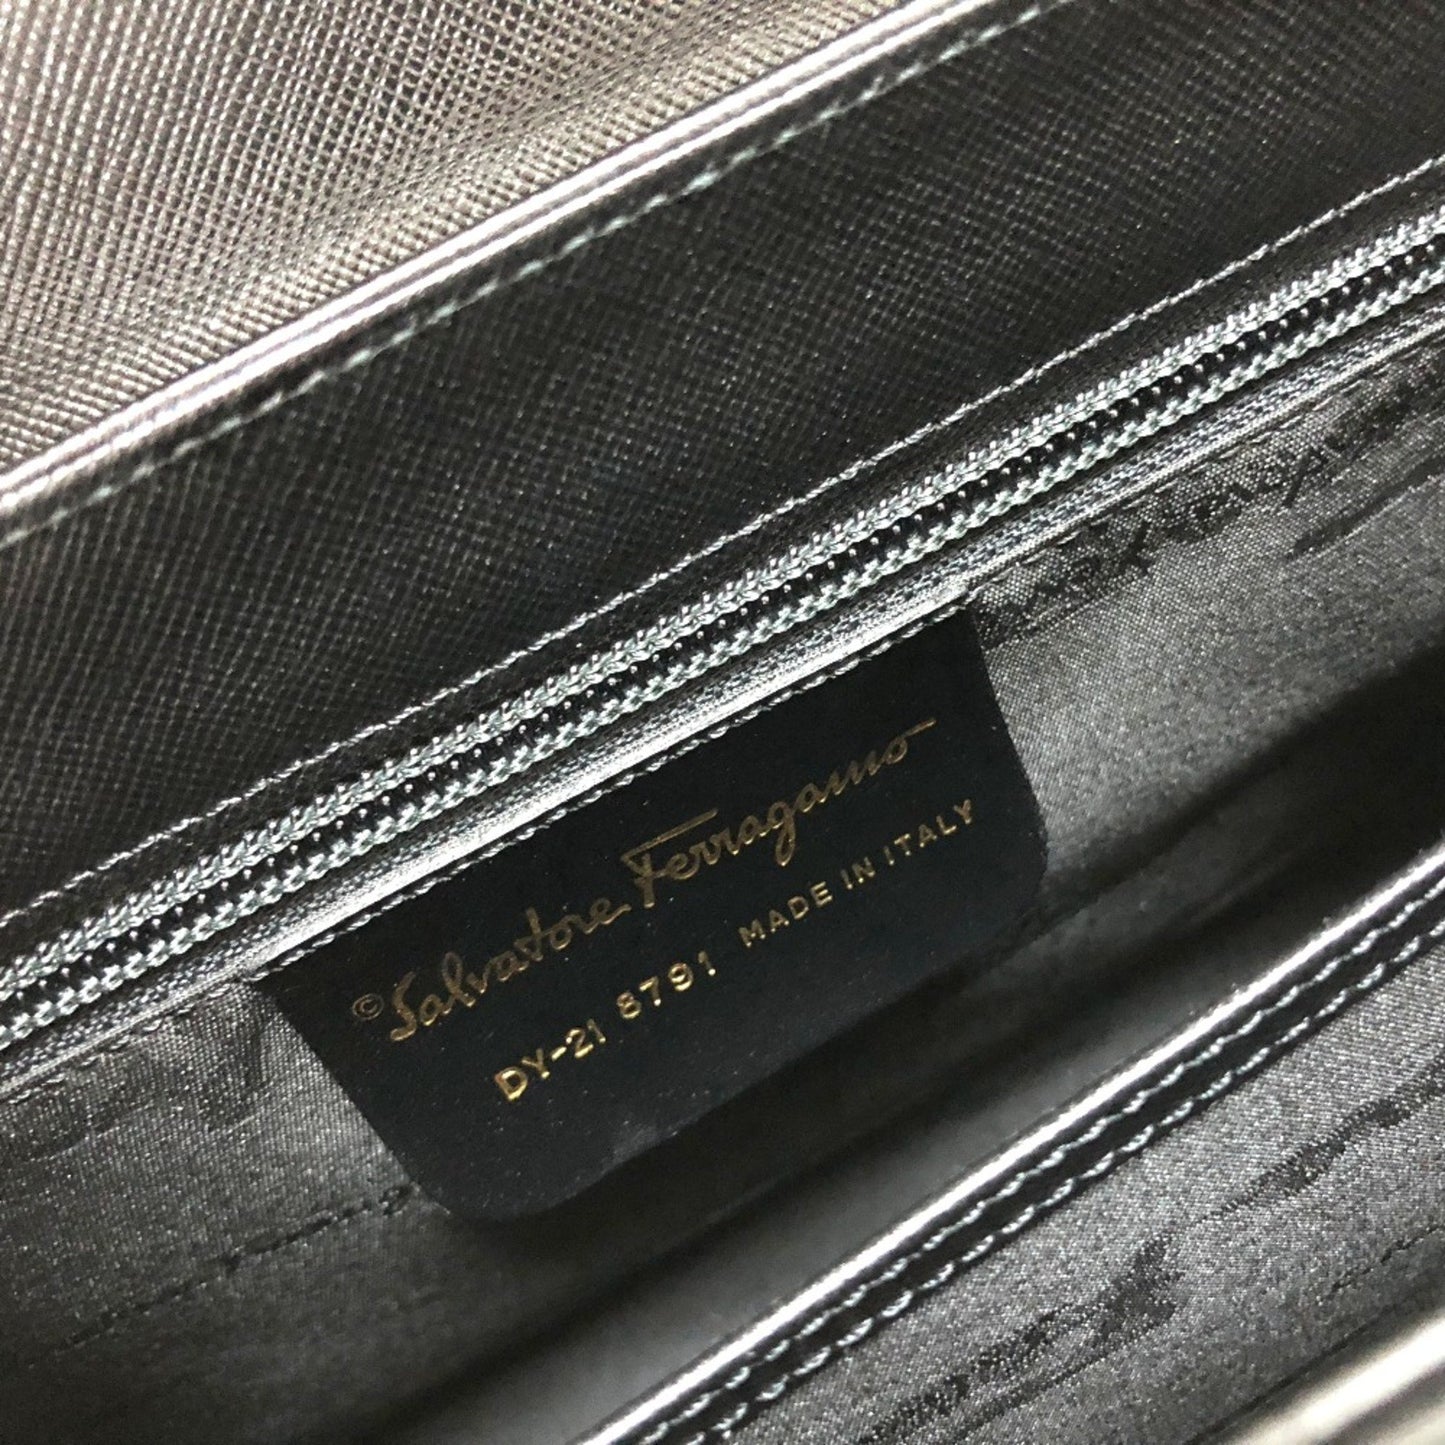 © Salvatore Ferragamo
DY-21 8791 MADE IN ITALY